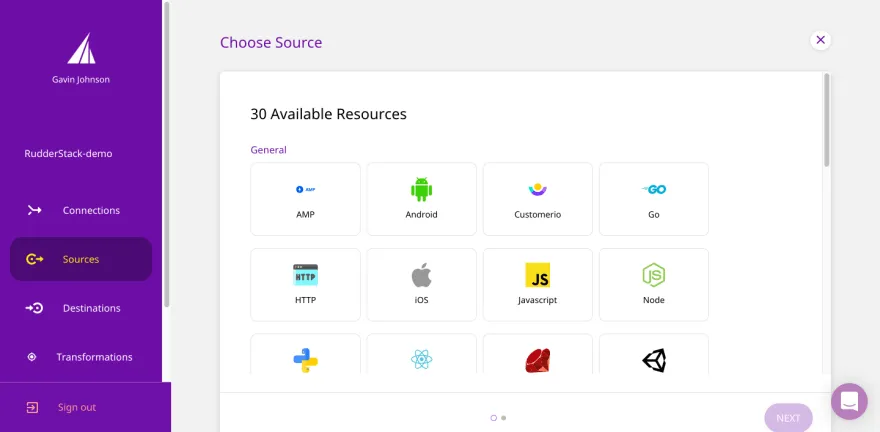 Gavin Johnson
RudderStack-demo
Connections
Sources
Destinations
Transformations
Sign out
Choose Source
30 Available Resources
General
AMP
AMP
Android
Customerio
GO
Go
HTTP
HTTP
iOS
JS
Javascript
JS
Node
NEXT